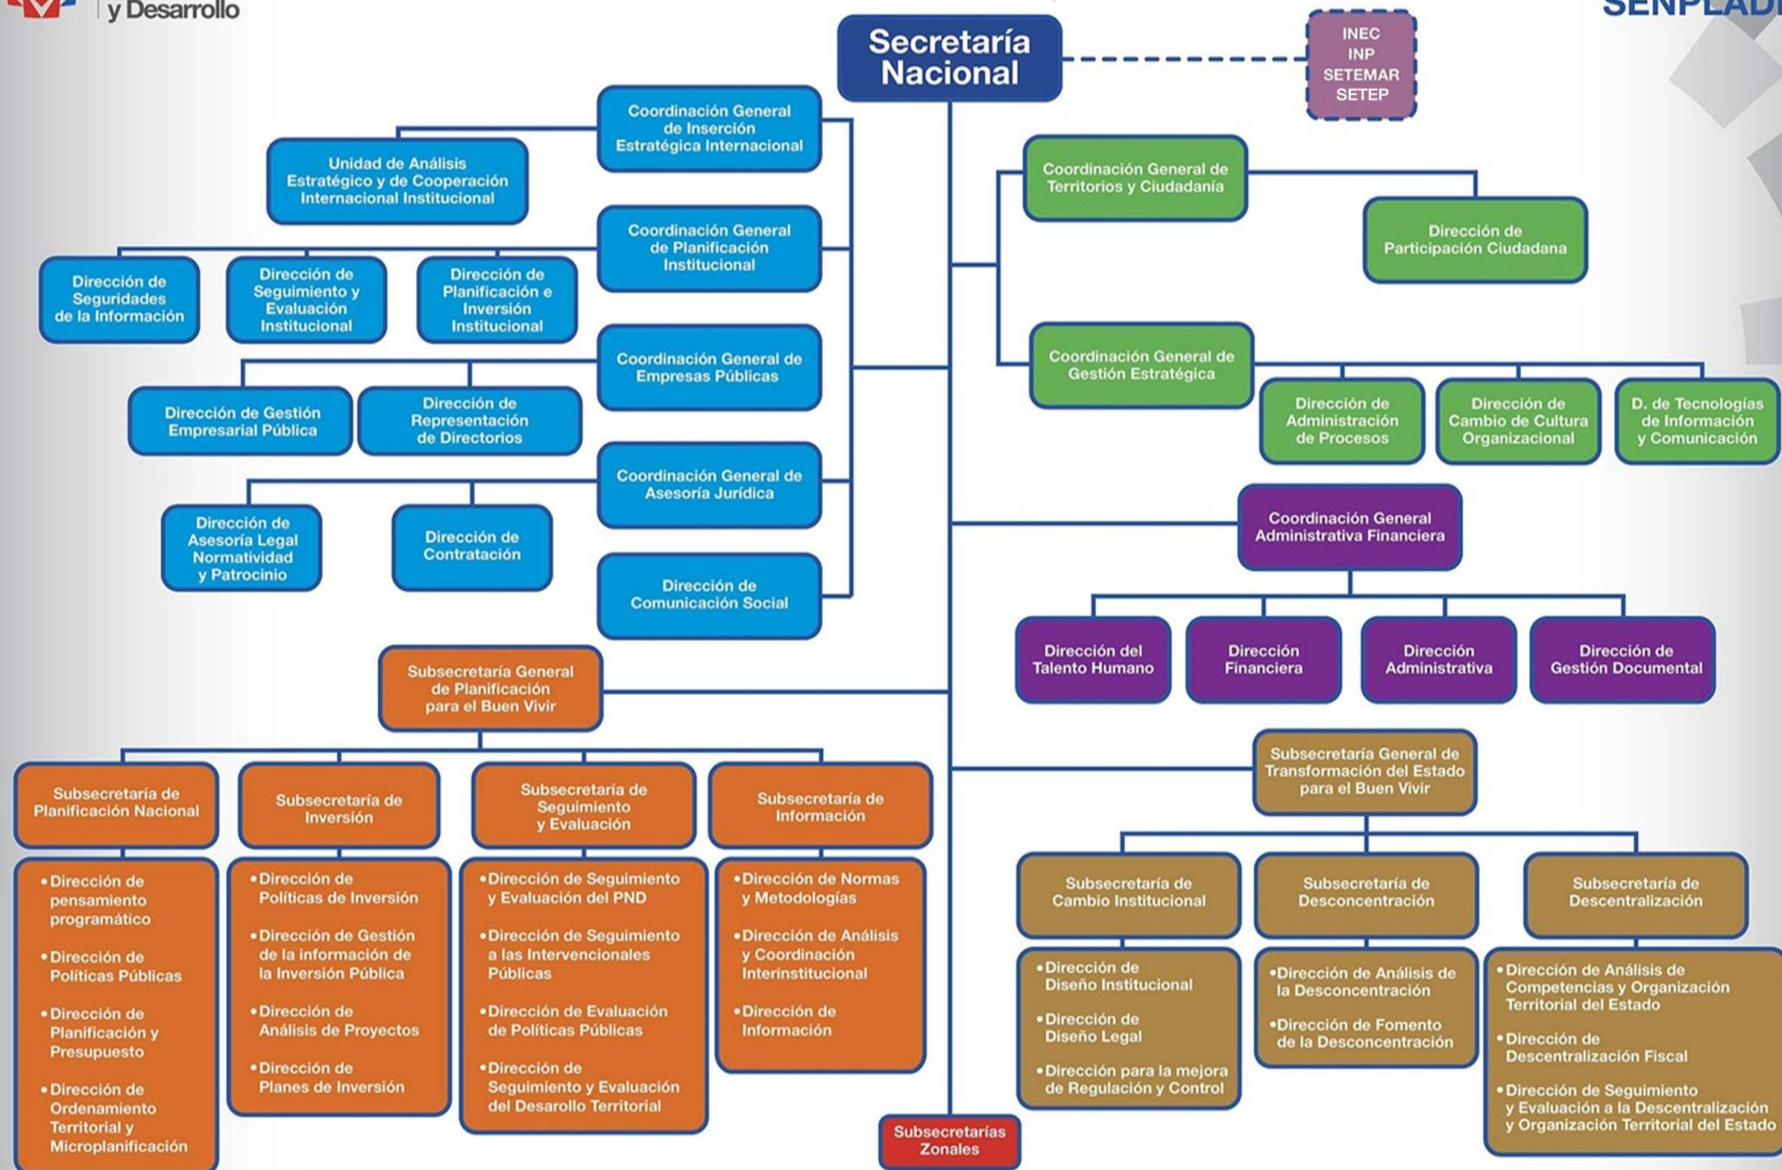 y Desarrollo
Secretaría
Nacional
INEC
INP
SETEMAR
SETEP
Coordinación General
de Inserción
Estratégica Internacional
Unidad de Análisis
Estratégico y de Cooperación
Internacional Institucional
Coordinación General
de Planificación
Institucional
Dirección de
Seguridades
de la Información
Dirección de
Seguimiento y
Evaluación
Institucional
Dirección de
Planificación e
Inversión
Institucional
Coordinación General de
Empresas Públicas
Dirección de Gestión
Empresarial Pública
Dirección de
Representación
de Directorios
Coordinación General de
Asesoría Jurídica
Dirección de
Asesoría Legal
Normatividad
y Patrocinio
Dirección de
Contratación
Dirección de
Comunicación Social
Coordinación General de
Territorios y Ciudadanía
Dirección de
Participación Ciudadana
Coordinación General de
Gestión Estratégica
Dirección de
Administración
de Procesos
Dirección de
Cambio de Cultura
Organizacional
D. de Tecnologías
de Información
y Comunicación
Coordinación General
Administrativa Financiera
Dirección del
Talento Humano
Dirección
Financiera
Dirección
Administrativa
Dirección de
Gestión Documental
Subsecretaría General
de Planificación
para el Buen Vivir
Subsecretaría de
Planificación Nacional
Subsecretaría de
Inversión
Subsecretaría de
Seguimiento
y Evaluación
Subsecretaría de
Información
•Dirección de
pensamiento
programático
•Dirección de
Políticas Públicas
•Dirección de
Planificación y
Presupuesto
•Dirección de
Ordenamiento
Territorial y
Microplanificación
•Dirección de
Políticas de Inversión
•Dirección de Gestión
de la información de
la Inversión Pública
•Dirección de
Análisis de Proyectos
•Dirección de
Planes de Inversión
•Dirección de Seguimiento
y Evaluación del PND
•Dirección de Seguimiento
a las Intervencionales
Públicas
•Dirección de Evaluación
de Políticas Públicas
•Dirección de
Seguimiento y Evaluación
del Desarollo Territorial
•Dirección de Normas
y Metodologías
•Dirección de Análisis
y Coordinación
Interinstitucional
•Dirección de
Información
Subsecretaría General de
Transformación del Estado
para el Buen Vivir
Subsecretaría de
Cambio Institucional
Subsecretaría de
Desconcentración
Subsecretaría de
Descentralización
•Dirección de
Diseño Institucional
•Dirección de
Diseño Legal
•Dirección para la mejora
de Regulación y Control
•Dirección de Análisis de
la Desconcentración
•Dirección de Fomento
de la Desconcentración
•Dirección de Análisis de
Competencias y Organización
Territorial del Estado
•Dirección de
Descentralización Fiscal
•Dirección de Seguimiento
y Evaluación a la Descentralización
y Organización Territorial del Estado
Subsecretarías
Zonales